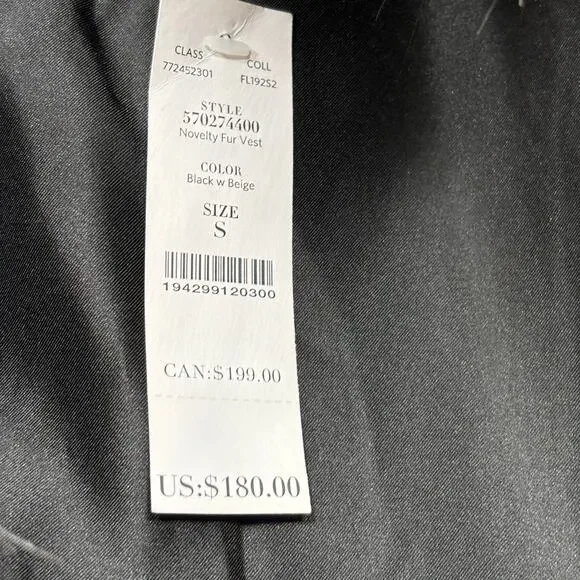 CLASS COLL
772452301 FL192S2
STYLE
570274400
Novelty Fur Vest
COLOR
Black w Beige
SIZE
S
194299120300
CAN:$199.00
US:$180.00